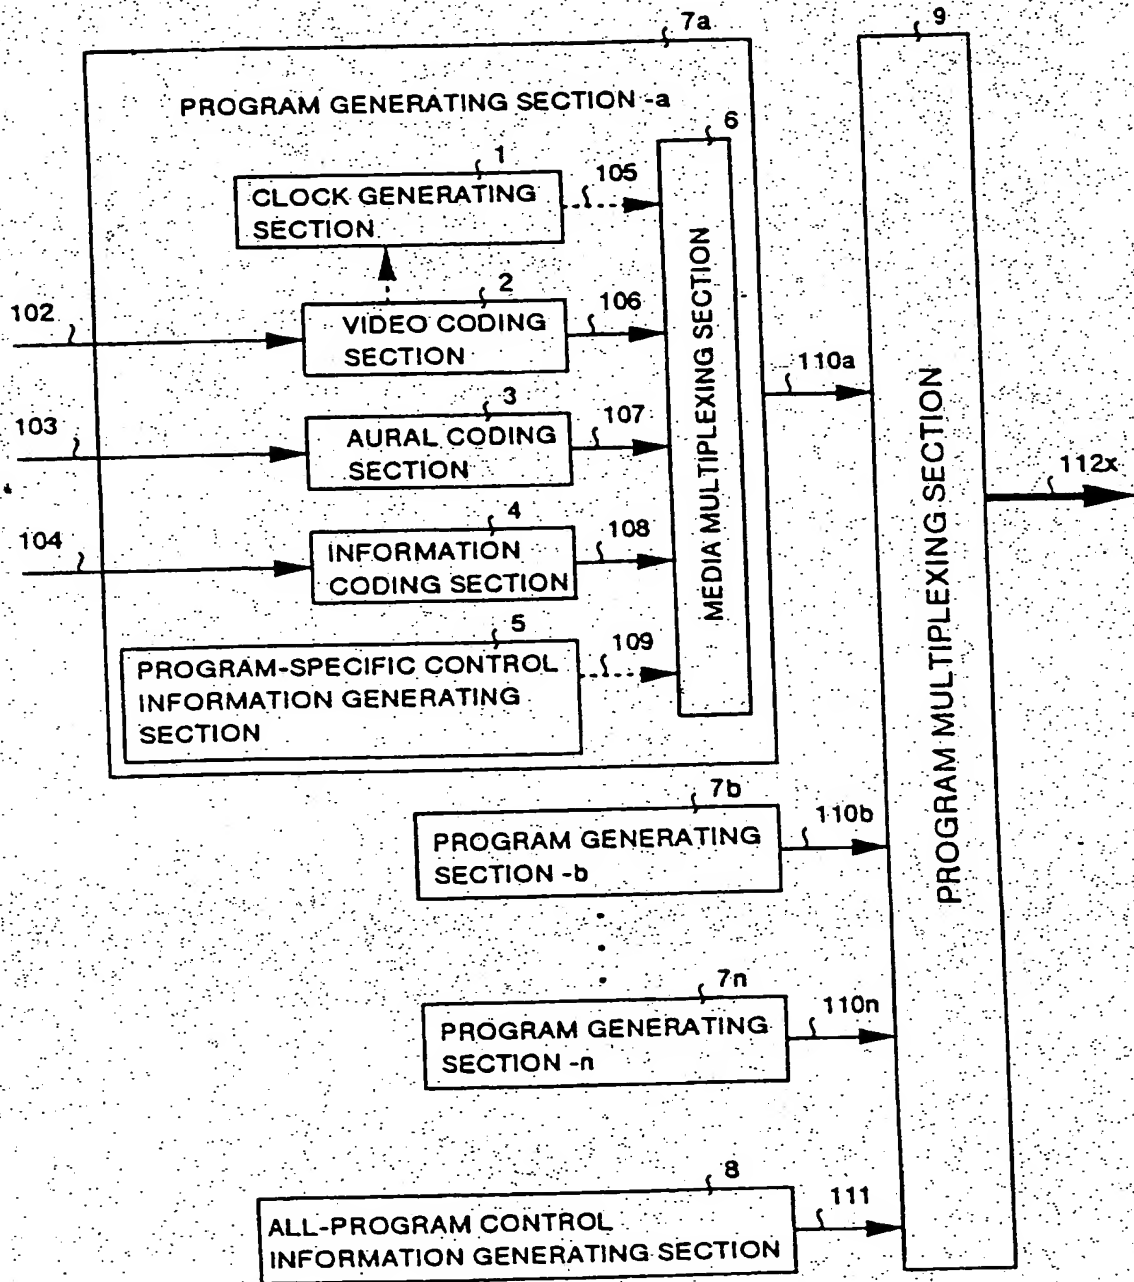 7a
9
PROGRAM GENERATING SECTION -a
6
1
CLOCK GENERATING
SECTION
105
102
2
VIDEO CODING
SECTION
106
103
3
AURAL CODING
SECTION
107
104
4
INFORMATION
CODING SECTION
108
5
PROGRAM-SPECIFIC CONTROL
INFORMATION GENERATING
SECTION
109
MEDIA MULTIPLEXING SECTION
110a
PROGRAM MULTIPLEXING SECTION
112x
7b
PROGRAM GENERATING
SECTION -b
110b
7n
PROGRAM GENERATING
SECTION -n
110n
8
ALL-PROGRAM CONTROL
INFORMATION GENERATING SECTION
111